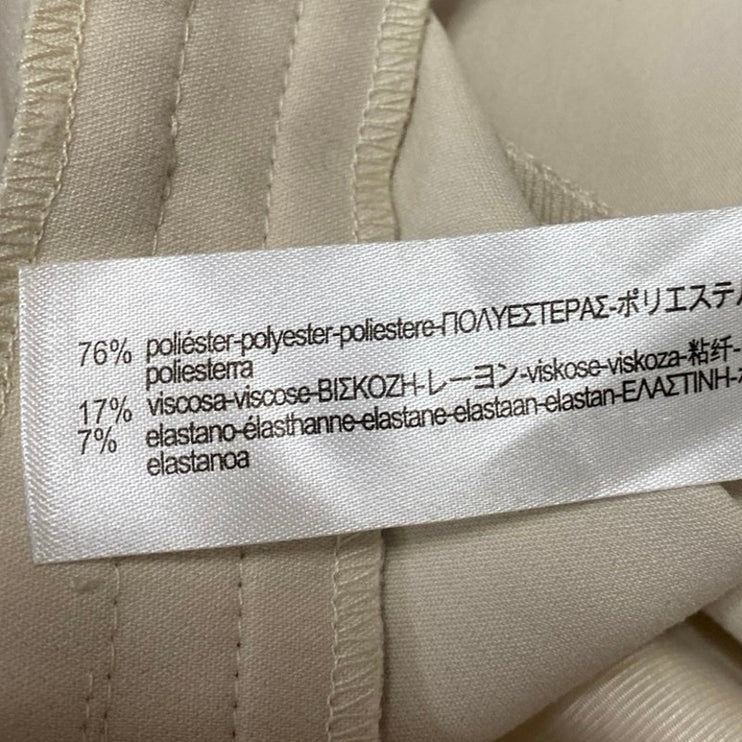 76% poliéster-polyester-poliestere-ΠΟΛΥΕΣΤΕΡΑΣ-ポリエステル
poliesterra
17% viscosa-viscose-ΒΙΣΚΟΖΗ-レーヨン-viskose-viskoza-粘纤-
7% elastano-élasthanne-elastane-elastaan-elastan-ΕΛΑΣΤΙΝΗ-
elastanoa